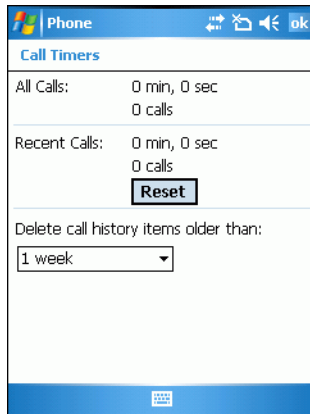 Phone ok
Call Timers
All Calls: 0 min, 0 sec
0 calls
Recent Calls: 0 min, 0 sec
0 calls
Reset
Delete call history items older than:
1 week